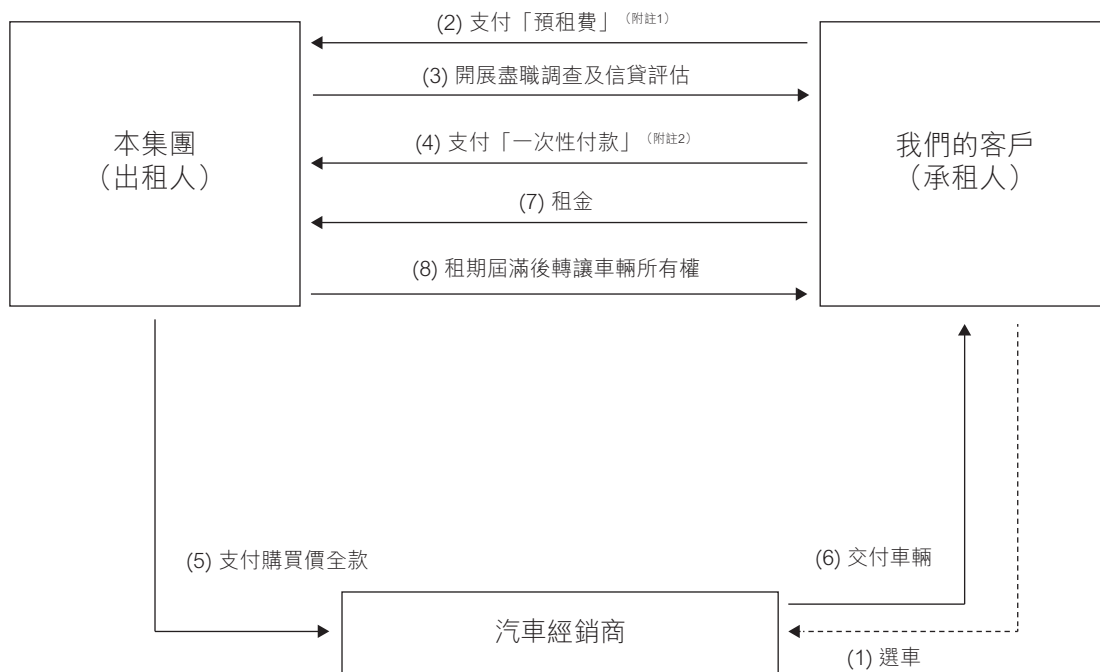 (2) 支付「預租費」（附註1）
(3) 開展盡職調查及信貸評估
本集團
（出租人）
(4) 支付「一次性付款」（附註2）
我們的客戶
（承租人）
(7) 租金
(8) 租期屆滿後轉讓車輛所有權
(5) 支付購買價全款
(6) 交付車輛
汽車經銷商
(1) 選車